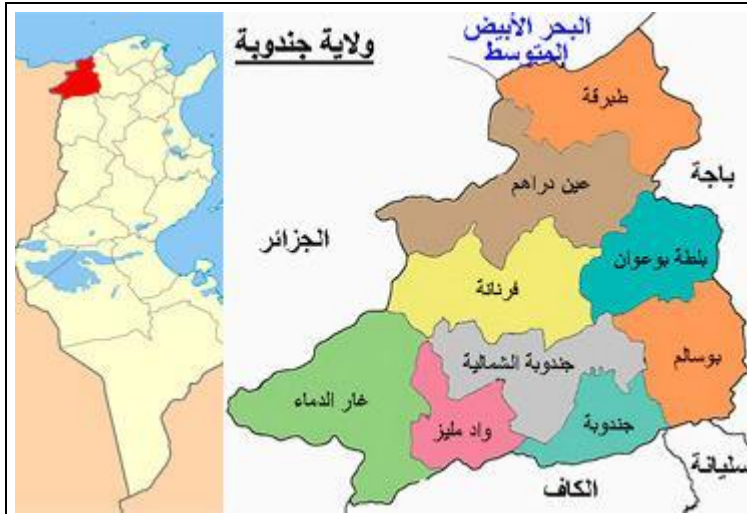 ولاية جندوبة
البحر الأبيض
المتوسط
طبرقة
باجة
عين دراهم
الجزائر
بلطة بوعوان
فرنانة
بوسالم
جندوبة الشمالية
غار الدماء
واد مليز
جندوبة
سليانة
الكاف